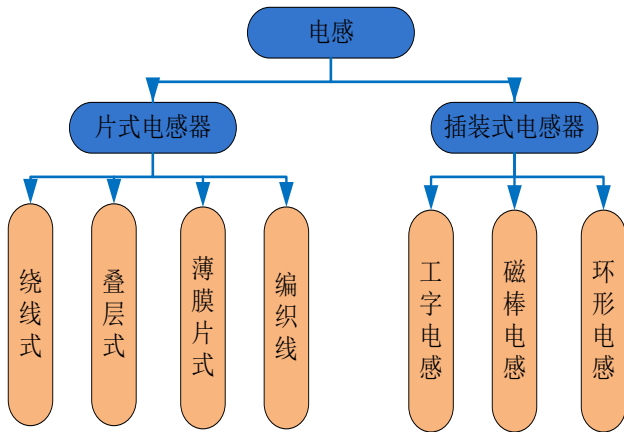 电感
片式电感器
插装式电感器
绕线式
叠层式
薄膜片式
编织线
工字电感
磁棒电感
环形电感